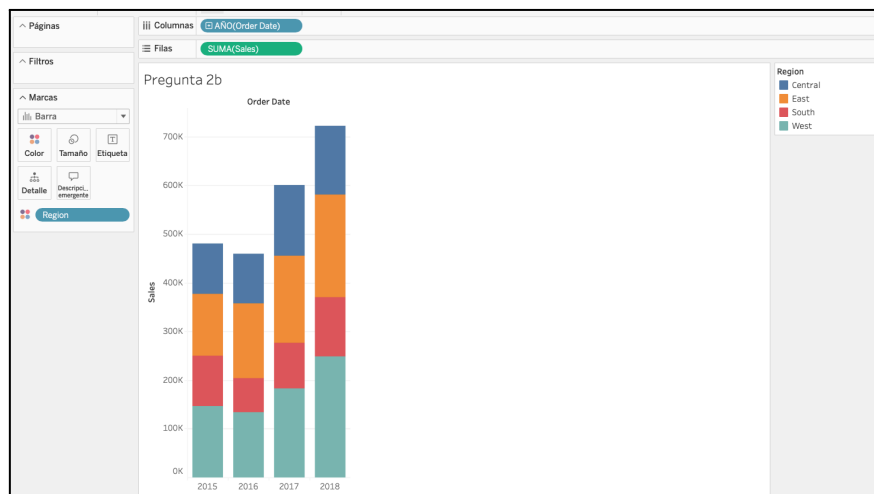 Páginas
Filtros
Marcas
Barra
Color
Tamaño
Etiqueta
Detalle
Descripci...
emergente
Region
Columnas
AÑO(Order Date)
Filas
SUMA(Sales)
Pregunta 2b
Order Date
Sales
700K
600K
500K
400K
300K
200K
100K
0K
2015
2016
2017
2018
Region
Central
East
South
West